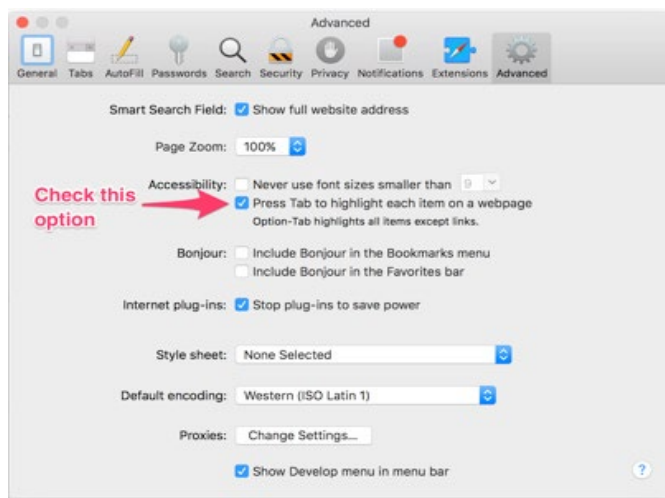 Advanced
General Tabs AutoFill Passwords Search Security Privacy Notifications Extensions Advanced
Smart Search Field: Show full website address
Page Zoom: 100%
Accessibility: Never use font sizes smaller than 9
Check this option
Press Tab to highlight each item on a webpage
Option-Tab highlights all items except links.
Bonjour: Include Bonjour in the Bookmarks menu
Include Bonjour in the Favorites bar
Internet plug-ins: Stop plug-ins to save power
Style sheet: None Selected
Default encoding: Western (ISO Latin 1)
Proxies: Change Settings...
Show Develop menu in menu bar
?